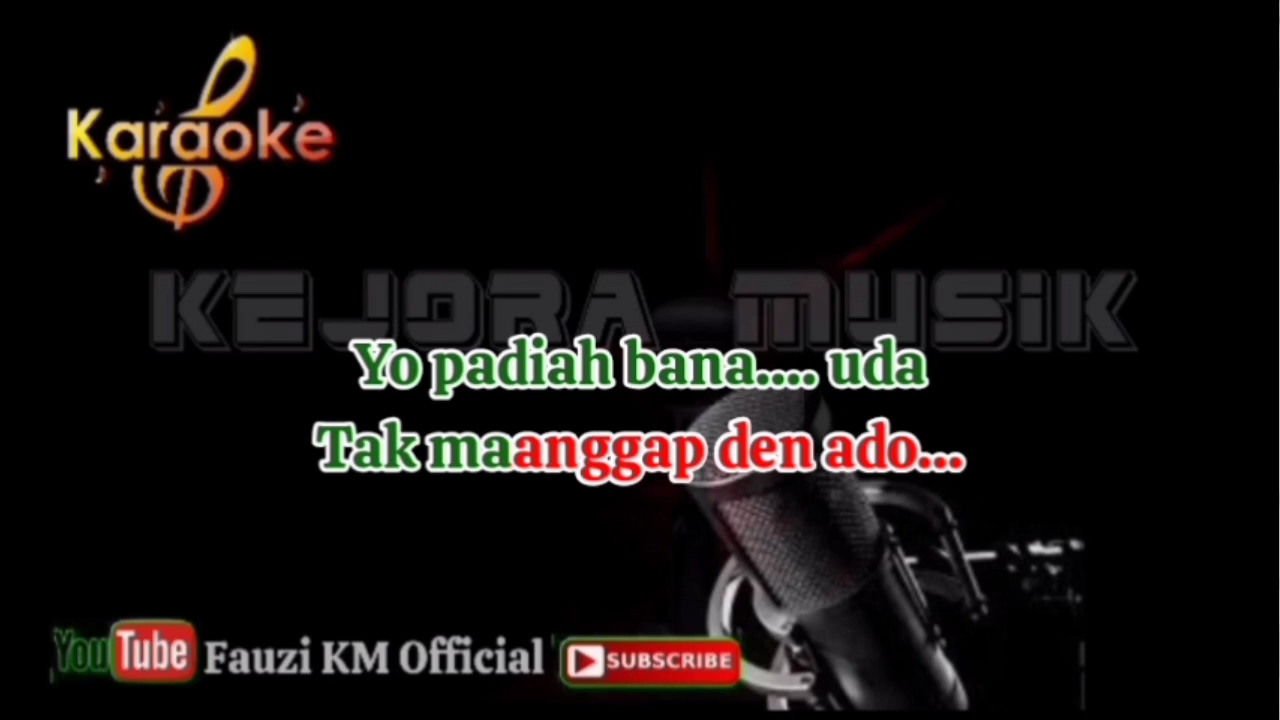 Karaoke
KEJORA MUSIK
Yo padiah bana.... uda
Tak maanggap den ado...
YouTube Fauzi KM Official SUBSCRIBE